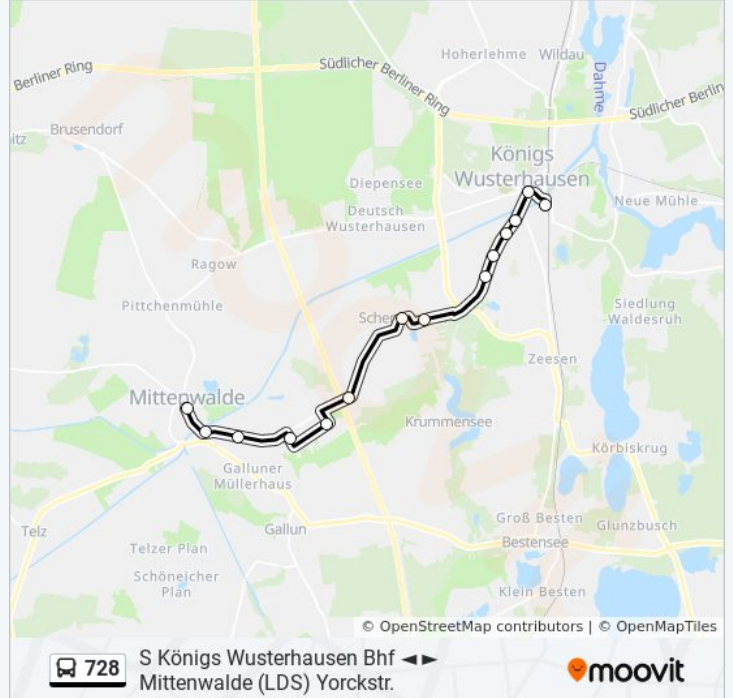 Berliner Ring
Südlicher Berliner Ring
Hoherlehme
Wildau
Dahme
Südlicher Berlin
Brusendorf
Königs
Wusterhausen
Diepensee
Neue Mühle
Deutsch
Wusterhausen
Ragow
Pittchenmühle
Schen
Siedlung
Waldesruh
Zeesen
Mittenwalde
Krummensee
Körbiskrug
Galluner
Müllerhaus
Telz
Gallun
Groß Besten
Glunzbusch
Telzer Plan
Bestensee
Schöneicher
Plan
Klein Besten
© OpenStreetMap contributors | © OpenMapTiles
728
S Königs Wusterhausen Bhf ◄►
Mittenwalde (LDS) Yorckstr.
moovit